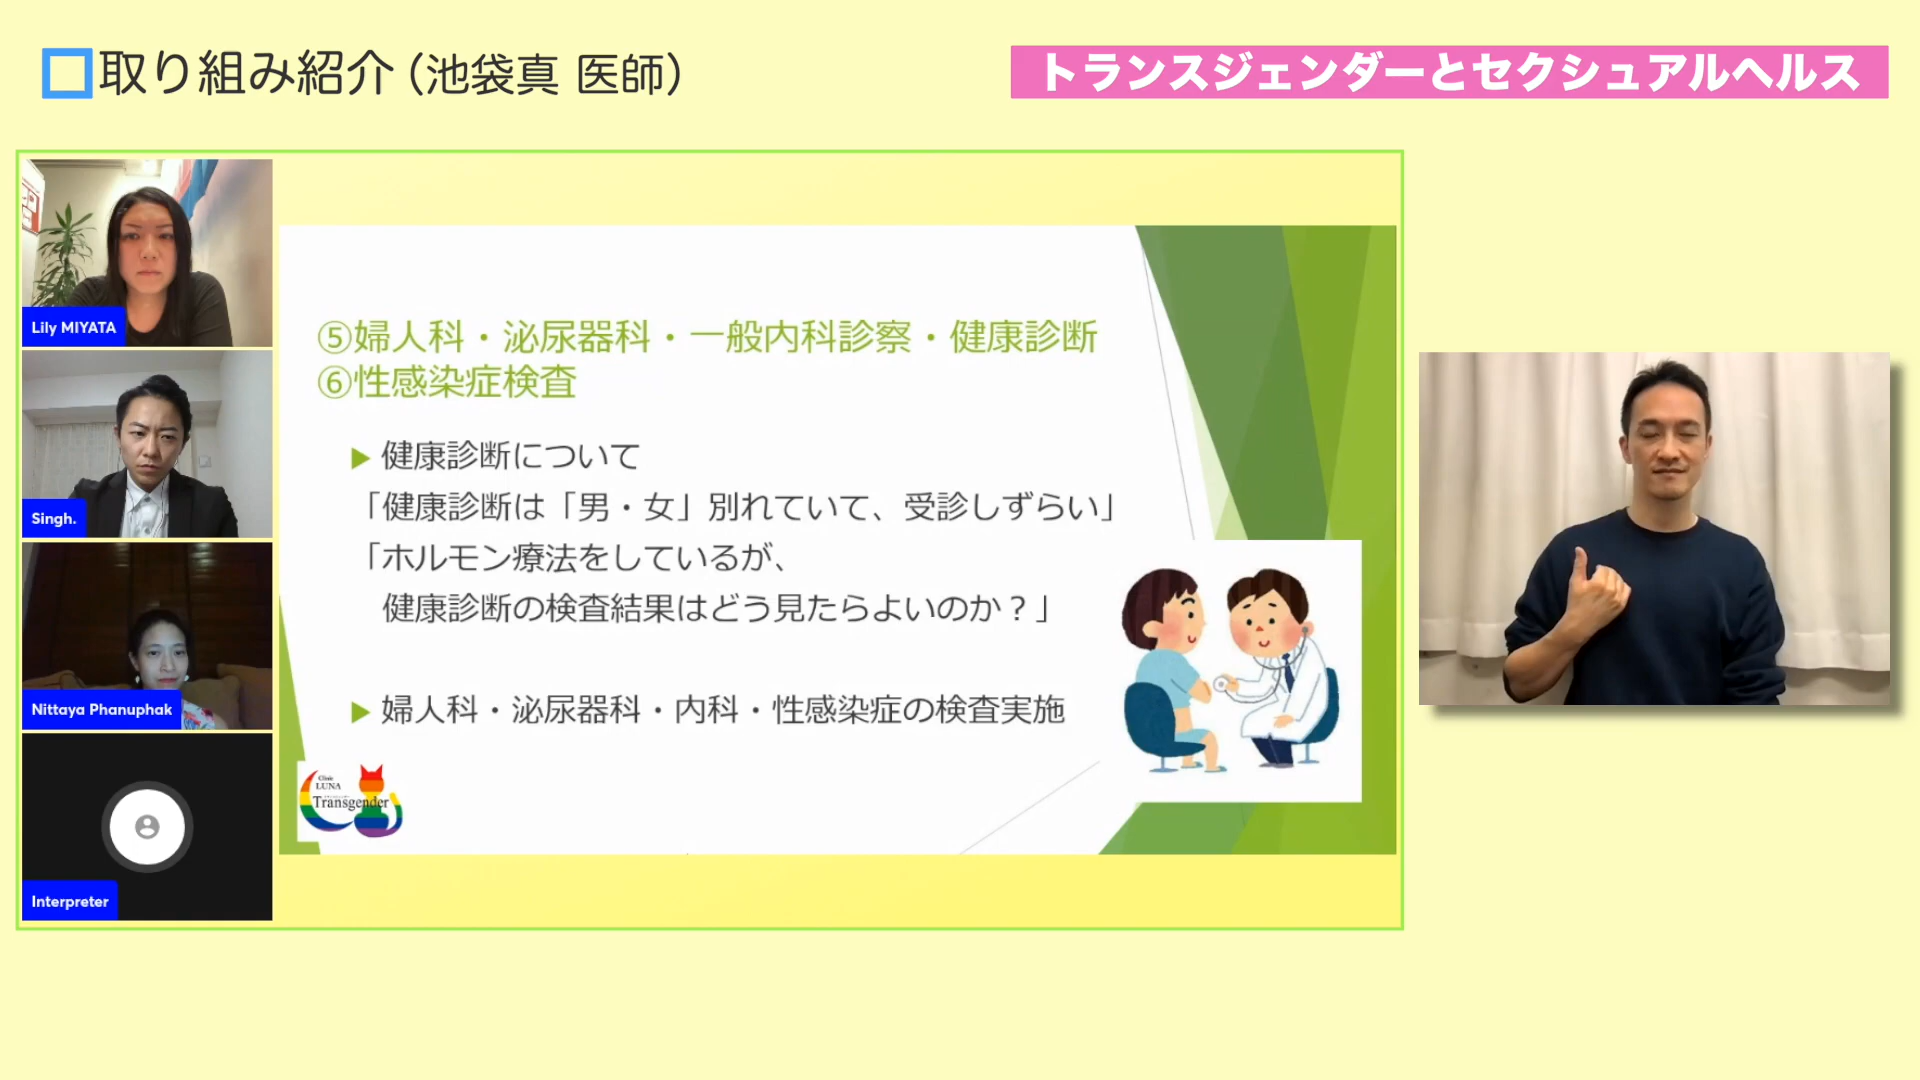 取り組み紹介(池袋真 医師)
トランスジェンダーとセクシュアルヘルス
Lily MIYATA
Singh.
Nittaya Phanuphak
Interpreter
⑤婦人科・泌尿器科・一般内科診察・健康診断
⑥性感染症検査
▶ 健康診断について
「健康診断は「男・女」別れていて、受診しずらい」
「ホルモン療法をしているが、
健康診断の検査結果はどう見たらよいのか？」
▶ 婦人科・泌尿器科・内科・性感染症の検査実施
Clinic
LUNA
Transgender